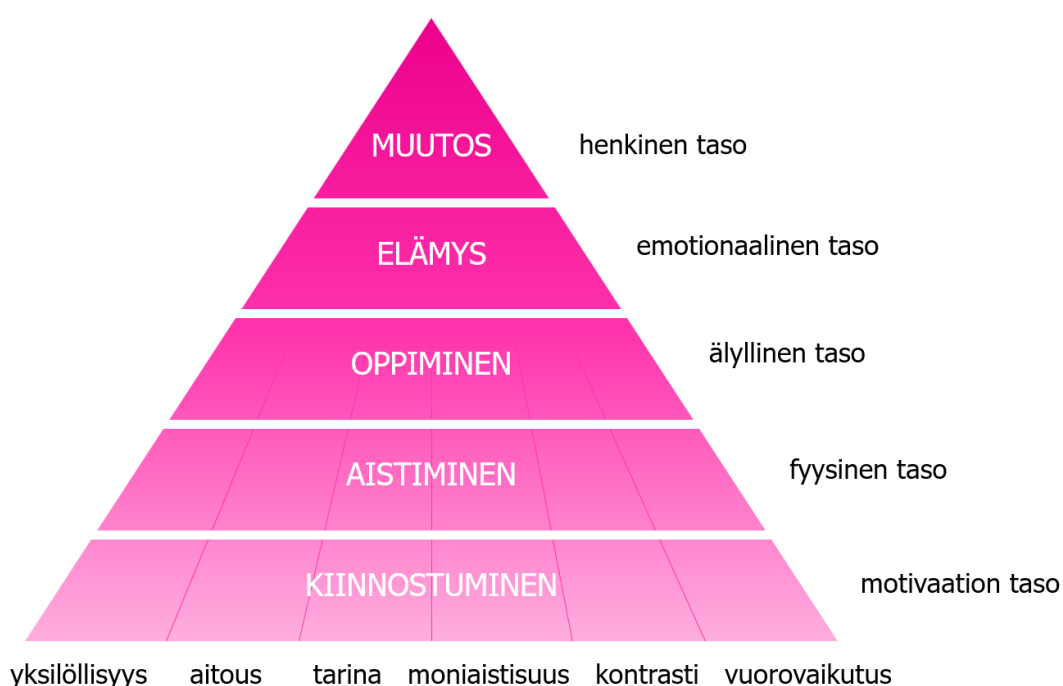 MUUTOS henkinen taso
ELÄMYS emotionaalinen taso
OPPIMINEN älyllinen taso
AISTIMINEN fyysinen taso
KIINNOSTUMINEN motivaation taso
yksilöllisyys aitous tarina moniaistisuus kontrasti vuorovaikutus